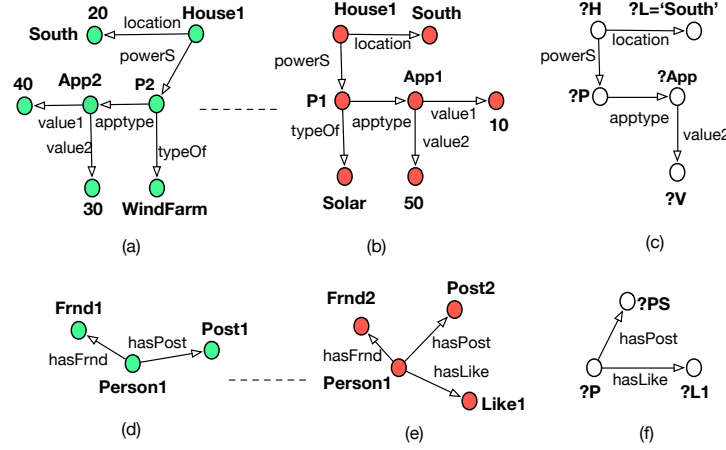 20
House1
South
location
powerS
40
App2
P2
value1
apptype
value2
typeOf
30
WindFarm
(a)
House1
South
location
powerS
P1
App1
typeOf
apptype
value1
10
value2
Solar
50
(b)
?H
?L='South'
location
powerS
?P
?App
apptype
value2
?V
(c)
Frnd1
hasPost
Post1
hasFrnd
Person1
(d)
Frnd2
Post2
hasPost
hasFrnd
hasLike
Person1
Like1
(e)
?PS
hasPost
?P
hasLike
?L1
(f)